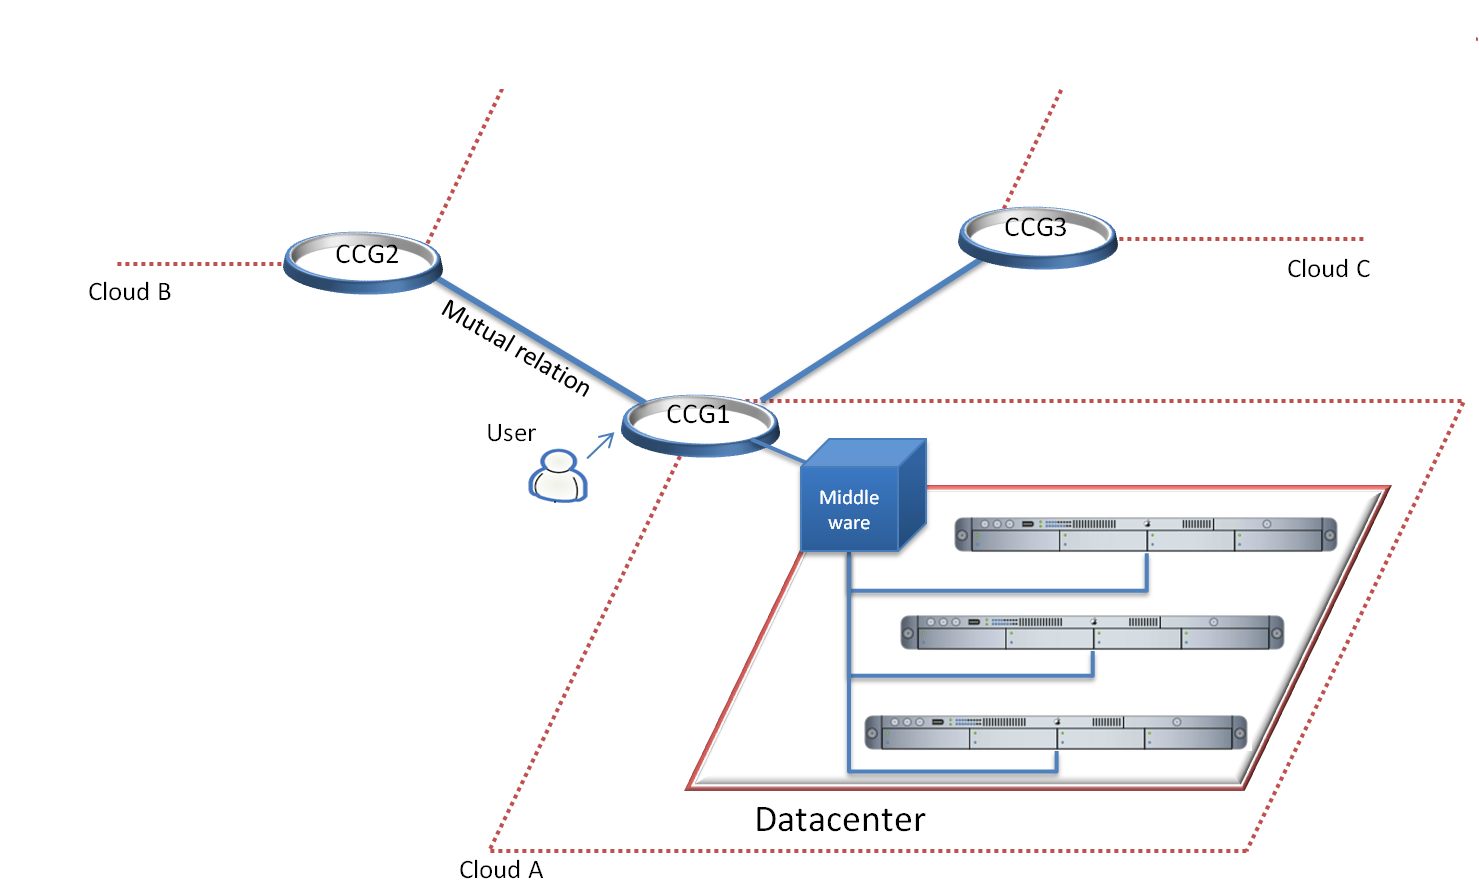 CCG3
CCG2
Cloud C
Cloud B
Mutual relation
CCG1
User
Middle
ware
Datacenter
Cloud A